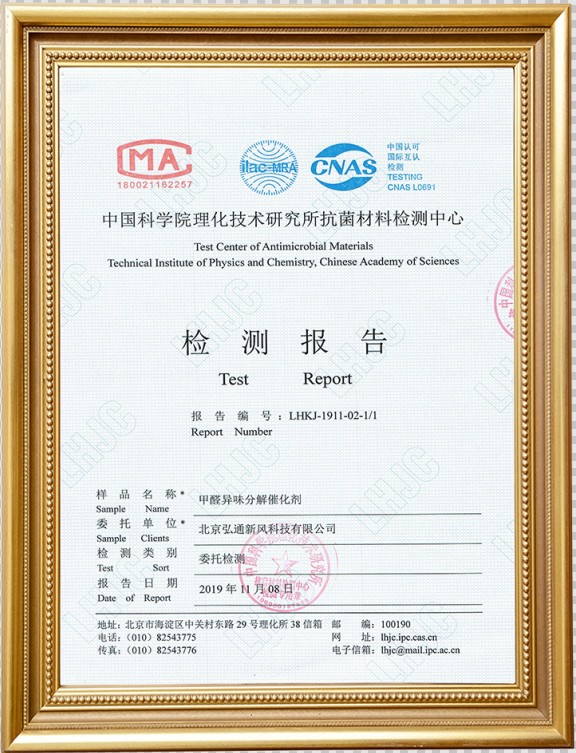 MA
180021162257
ilac-MRA
CNAS
中国认可
国际互认
检测
TESTING
CNAS L0691
中国科学院理化技术研究所抗菌材料检测中心
Test Center of Antimicrobial Materials
Technical Institute of Physics and Chemistry, Chinese Academy of Sciences
检 测 报 告
Test Report
报 告 编 号：LHKJ-1911-02-1/1
Report Number
样 品 名 称* 甲醛异味分解催化剂
Sample Name
委 托 单 位* 北京弘通新风科技有限公司
Sample Clients
检 测 类 别 委托检测
Test Sort
报 告 日 期 2019 年 11 月 08 日
Date of Report
地址: 北京市海淀区中关村东路 29 号理化所 38 信箱 邮 编: 100190
电话:（010）82543775 网 址: lhjc.ipc.cas.cn
传真:（010）82543776 电子信箱: lhjc@mail.ipc.ac.cn
LHJC